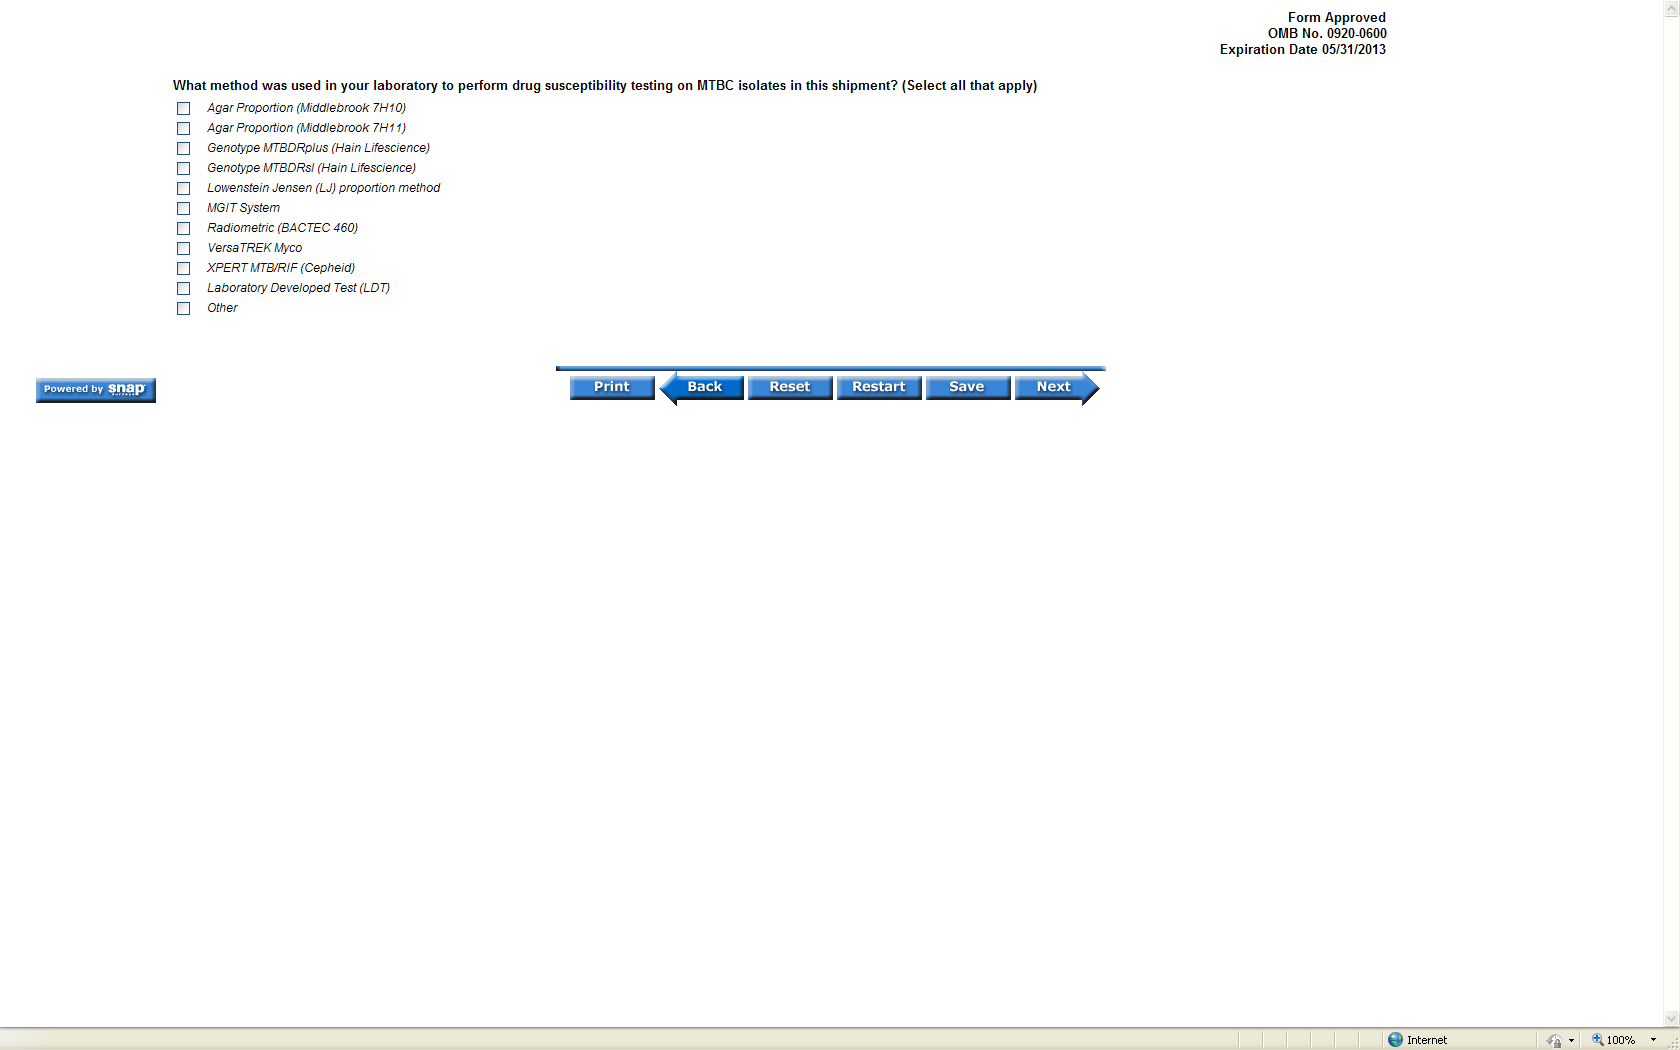 Form Approved
OMB No. 0920-0600
Expiration Date 05/31/2013
What method was used in your laboratory to perform drug susceptibility testing on MTBC isolates in this shipment? (Select all that apply)
Agar Proportion (Middlebrook 7H10)
Agar Proportion (Middlebrook 7H11)
Genotype MTBDRplus (Hain Lifescience)
Genotype MTBDRsl (Hain Lifescience)
Lowenstein Jensen (LJ) proportion method
MGIT System
Radiometric (BACTEC 460)
VersaTREK Myco
XPERT MTB/RIF (Cepheid)
Laboratory Developed Test (LDT)
Other
Powered by snap surveys
Print Back Reset Restart Save Next
Internet 100%